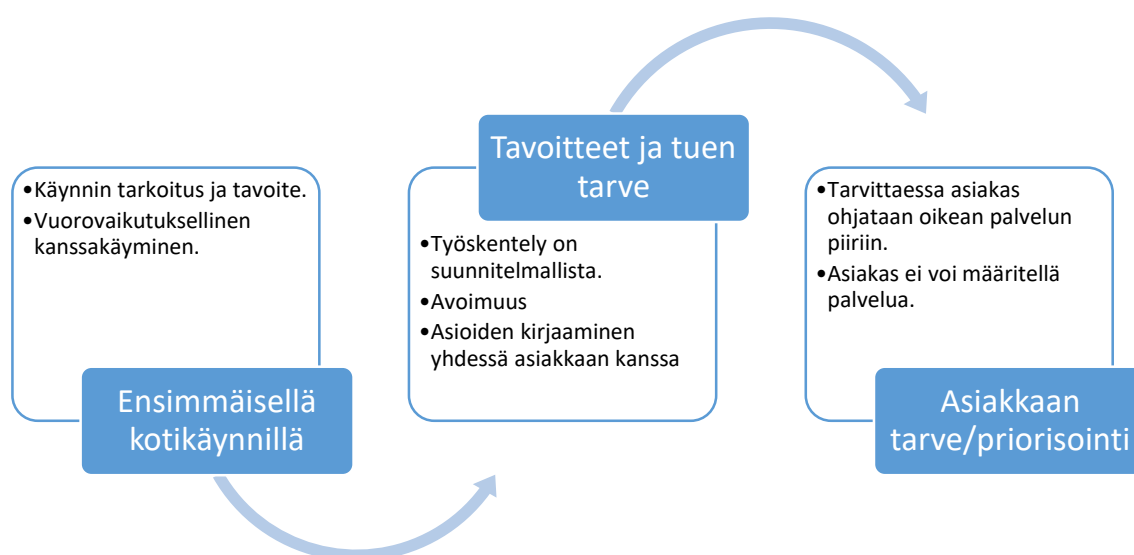 •Käynnin tarkoitus ja tavoite.
•Vuorovaikutuksellinen
kanssakäyminen.
Ensimmäisellä
kotikäynnillä
Tavoitteet ja tuen
tarve
•Työskentely on
suunnitelmallista.
•Avoimuus
•Asioiden kirjaaminen
yhdessä asiakkaan kanssa
•Tarvittaessa asiakas
ohjataan oikean palvelun
piiriin.
•Asiakas ei voi määritellä
palvelua.
Asiakkaan
tarve/priorisointi